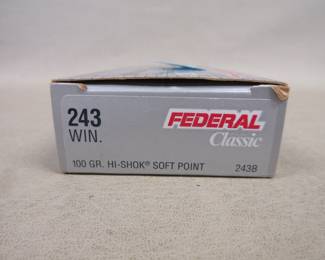 243
WIN.
FEDERAL
Classic
100 GR. HI-SHOK® SOFT POINT 243B